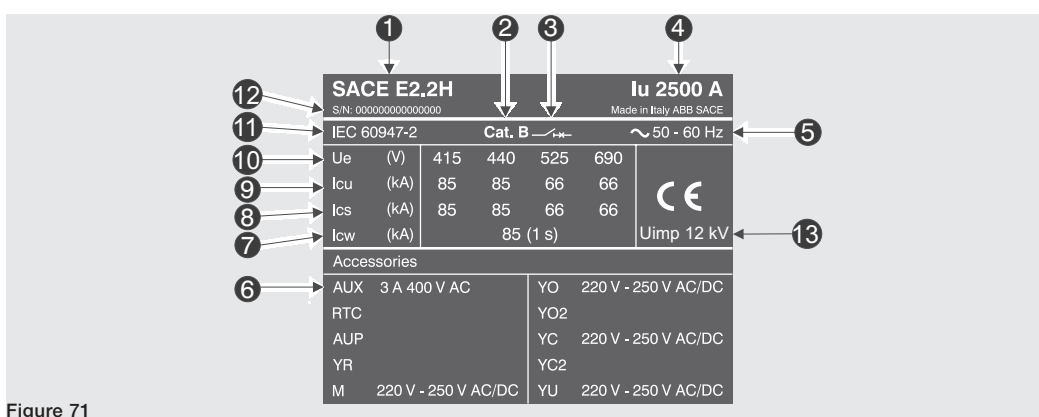 1 2 3 4
SACE E2.2H Iu 2500 A
12 S/N: 000000000000000 Made in Italy ABB SACE
11 IEC 60947-2 Cat. B 50 - 60 Hz 5
10 Ue (V) 415 440 525 690
9 Icu (kA) 85 85 66 66
CE
8 Ics (kA) 85 85 66 66
7 Icw (kA) 85 (1 s) Uimp 12 kV 13
Accessories
6 AUX 3 A 400 V AC YO 220 V - 250 V AC/DC
RTC YO2
AUP YC 220 V - 250 V AC/DC
YR YC2
M 220 V - 250 V AC/DC YU 220 V - 250 V AC/DC
Figure 71